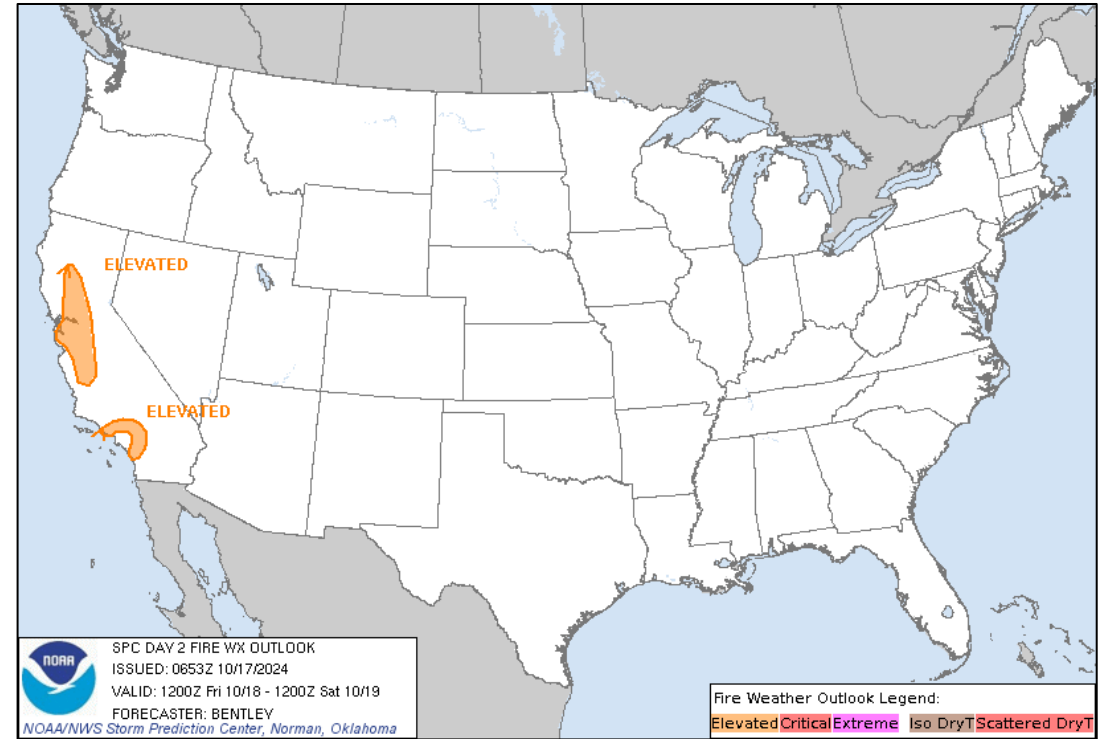 ELEVATED
ELEVATED
NOAA
SPC DAY 2 FIRE WX OUTLOOK
ISSUED: 0653Z 10/17/2024
VALID: 1200Z Fri 10/18 - 1200Z Sat 10/19
FORECASTER: BENTLEY
NOAA/NWS Storm Prediction Center, Norman, Oklahoma
Fire Weather Outlook Legend:
Elevated Critical Extreme Iso DryT Scattered DryT